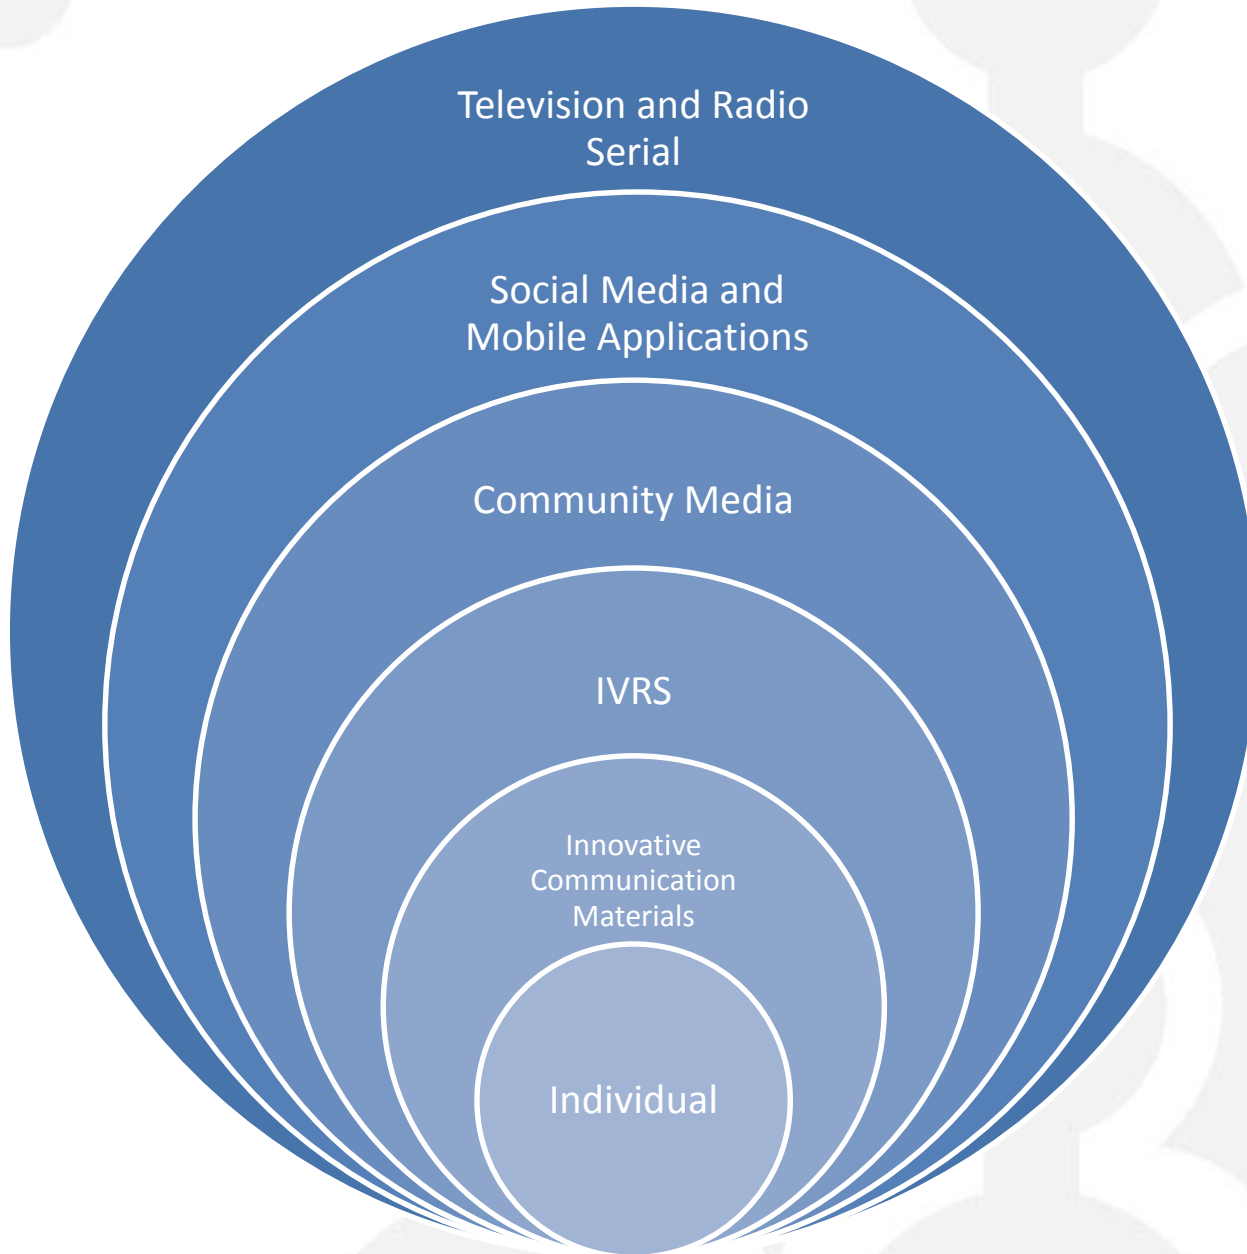 Television and Radio
Serial
Social Media and
Mobile Applications
Community Media
IVRS
Innovative
Communication
Materials
Individual